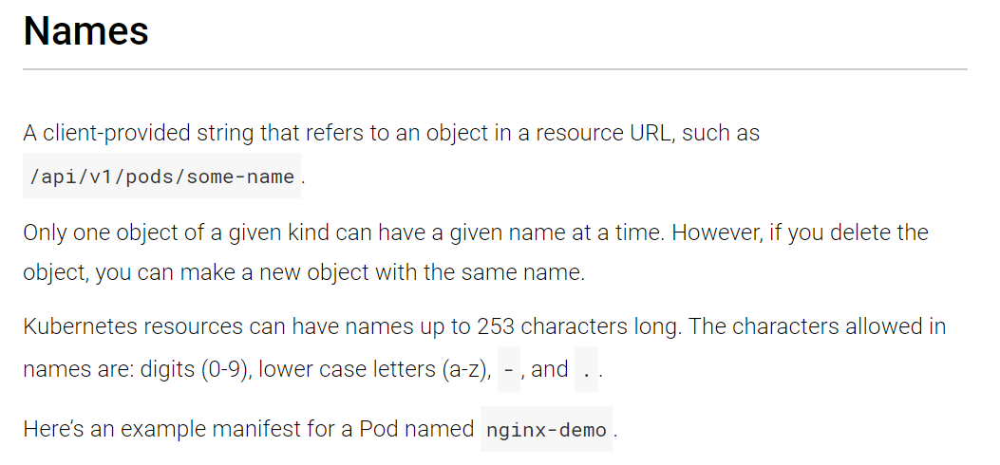 Names
A client-provided string that refers to an object in a resource URL, such as
/api/v1/pods/some-name .
Only one object of a given kind can have a given name at a time. However, if you delete the
object, you can make a new object with the same name.
Kubernetes resources can have names up to 253 characters long. The characters allowed in
names are: digits (0-9), lower case letters (a-z), - , and . .
Here’s an example manifest for a Pod named nginx-demo .